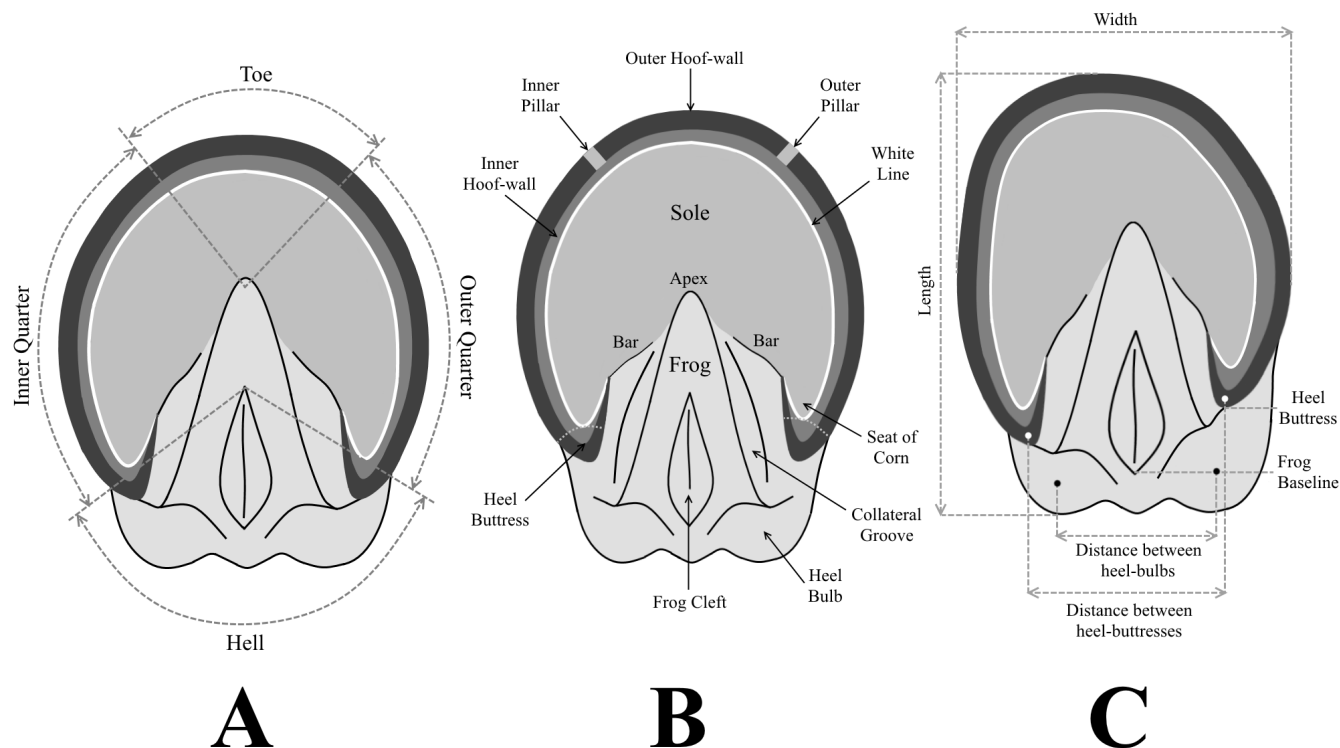 Toe
Inner Quarter
Outer Quarter
Hell
A
Outer Hoof-wall
Inner
Pillar
Outer
Pillar
Inner
Hoof-wall
White
Line
Sole
Apex
Bar
Bar
Frog
Seat of
Corn
Heel
Buttress
Collateral
Groove
Heel
Bulb
Frog Cleft
B
Width
Length
Heel
Buttress
Frog
Baseline
Distance between
heel-bulbs
Distance between
heel-buttresses
C